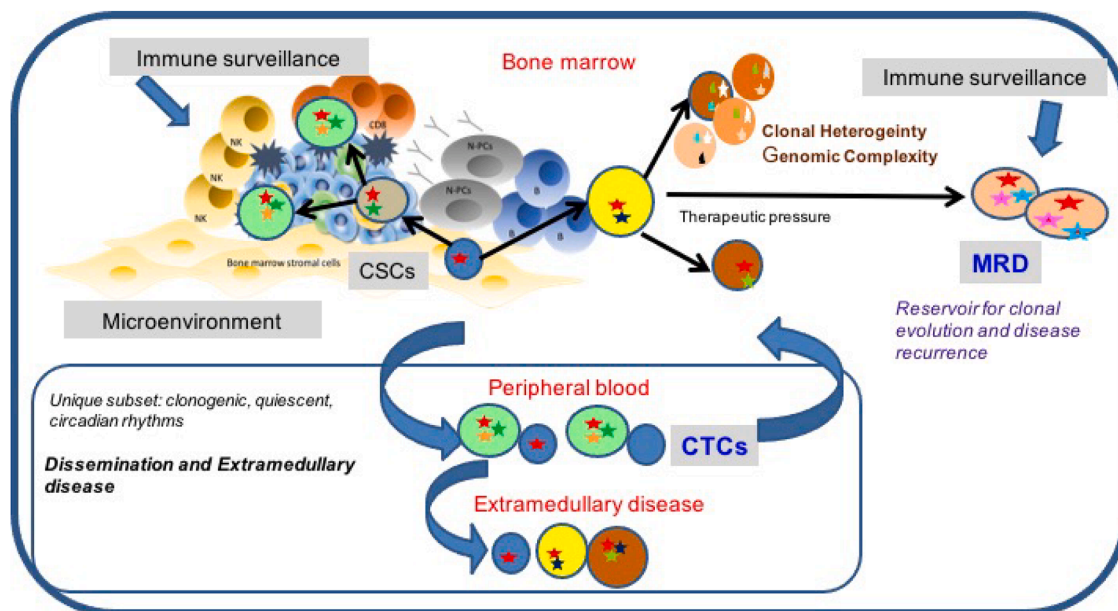 Immune surveillance
Bone marrow
Immune surveillance
CD8
NK
NK
NK
N-PCs
N-PCs
B
B
B
Clonal Heterogeinty
Genomic Complexity
Therapeutic pressure
Bone marrow stromal cells
CSCs
MRD
Microenvironment
Reservoir for clonal
evolution and disease
recurrence
Unique subset: clonogenic, quiescent,
circadian rhythms
Peripheral blood
CTCs
Dissemination and Extramedullary
disease
Extramedullary disease